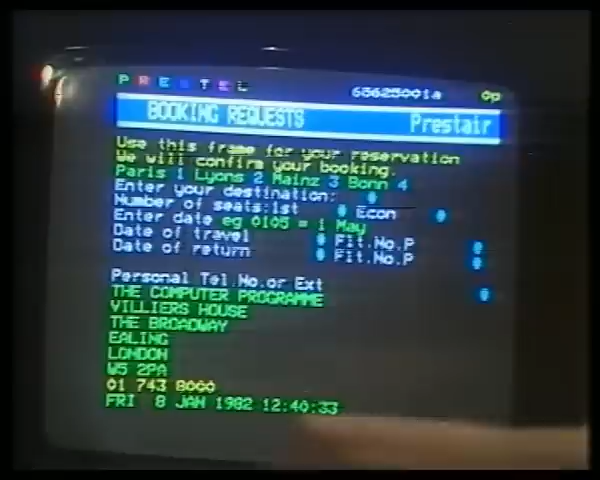 PRESTEL 65625001a 0p
BOOKING REQUESTS Prestair
Use this frame for your reservation
We will confirm your booking.
Paris 1 Lyons 2 Mainz 3 Bonn 4
Enter your destination:
Number of seats:1st Econ
Enter date eg 0105 = 1 May
Date of travel Flt.No.P
Date of return Flt.No.P
Personal Tel.No.or Ext
THE COMPUTER PROGRAMME
VILLIERS HOUSE
THE BROADWAY
EALING
LONDON
W5 2PA
01 743 8000
FRI 8 JAN 1982 12:40:33